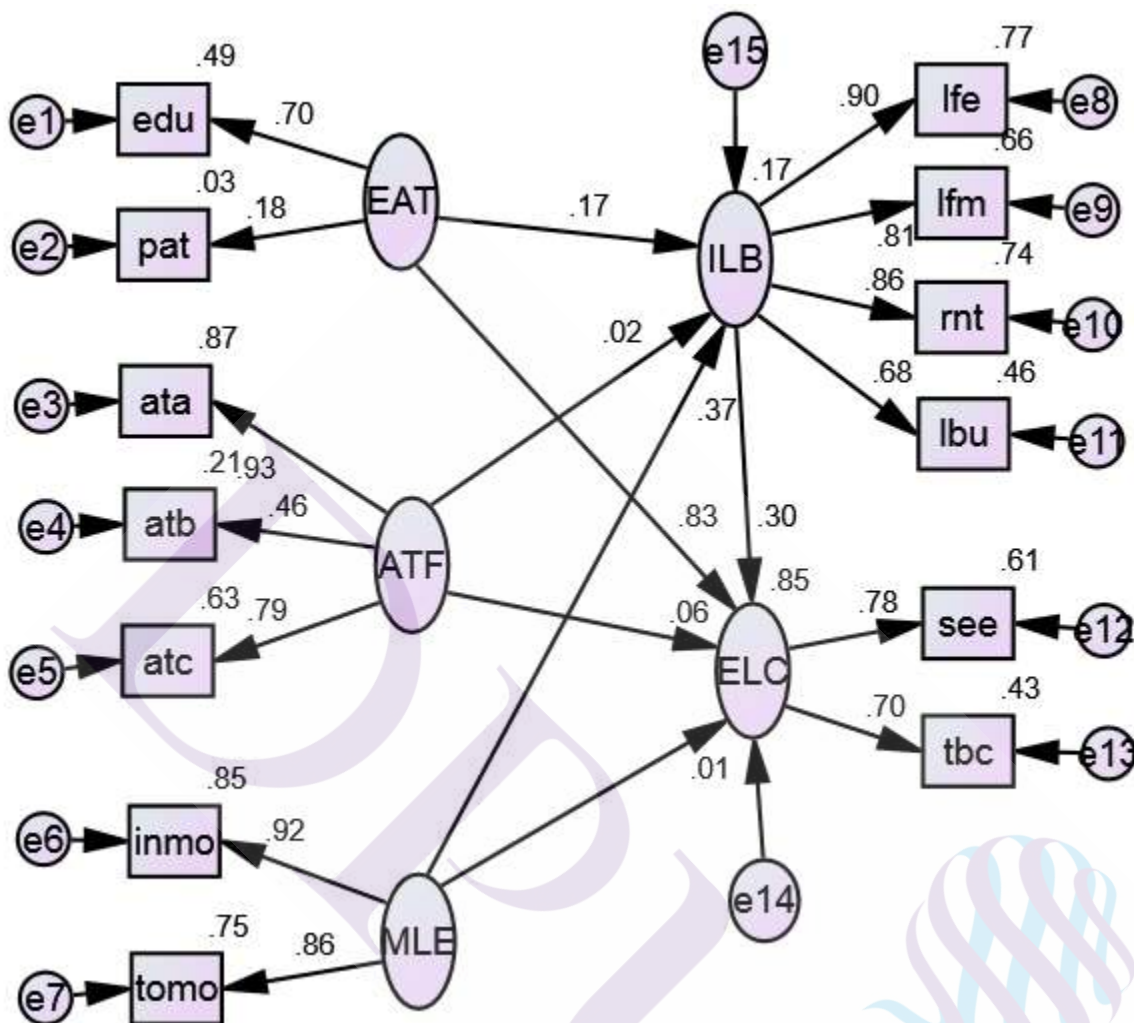 e15
.77
.49
lfe
e8
e1
edu
.70
.90
.66
.03
EAT
.17
lfm
e9
e2
pat
.18
.17
ILB
.81
.74
.86
rnt
e10
.87
.02
.68
.46
e3
ata
.37
lbu
e11
.21
.93
e4
atb
.46
.83
.30
ATF
.85
.61
.63
.79
.06
.78
see
e12
e5
atc
ELC
.43
.70
tbc
e13
.85
.01
e6
inmo
.92
e14
.75
MLE
.86
e7
tomo